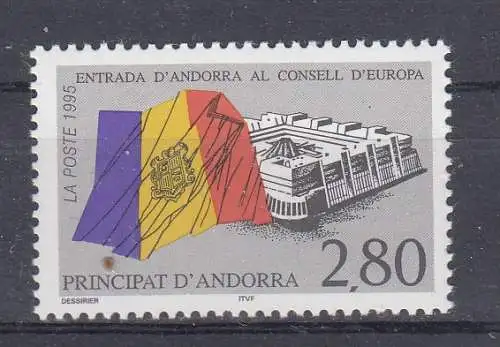 ENTRADA D'ANDORRA AL CONSELL D'EUROPA
LA POSTE 1995
2,80
PRINCIPAT D'ANDORRA
DESSIRIER
ITVF